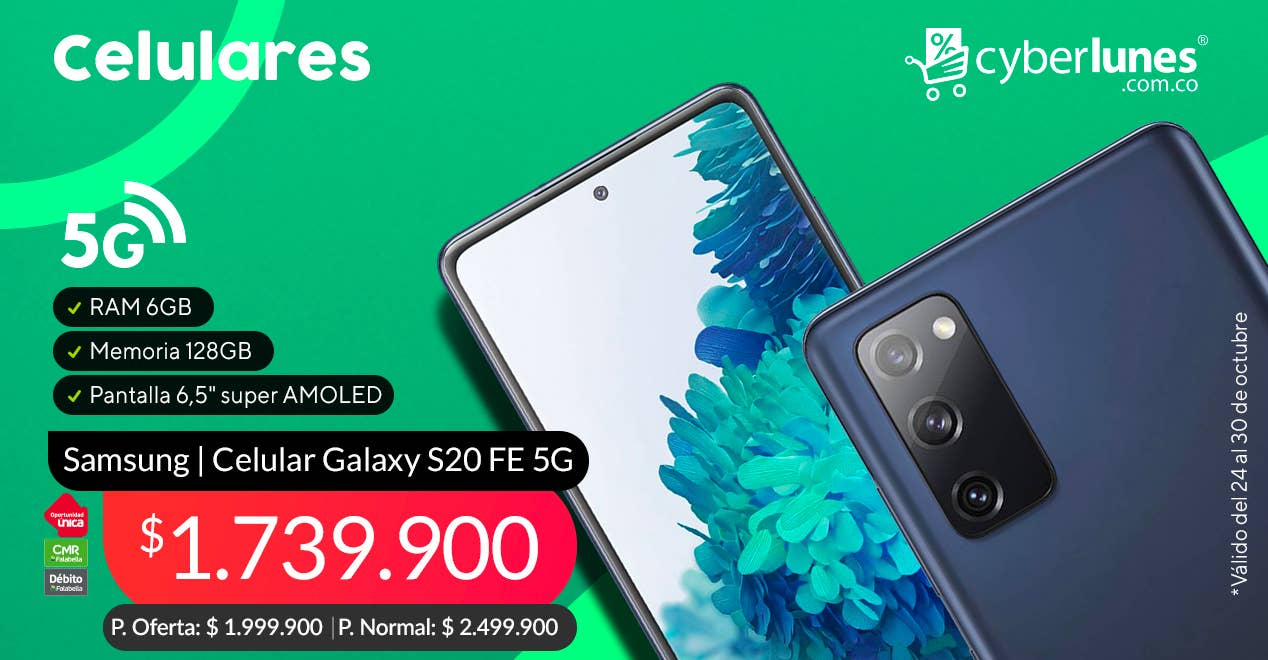 Celulares
cyberlunes®
.com.co
5G
RAM 6GB
Memoria 128GB
Pantalla 6,5" super AMOLED
Samsung | Celular Galaxy S20 FE 5G
Oportunidad
única
CMR
Falabella
Débito
Falabella
$1.739.900
P. Oferta: $ 1.999.900 | P. Normal: $ 2.499.900
*Válido del 24 al 30 de octubre